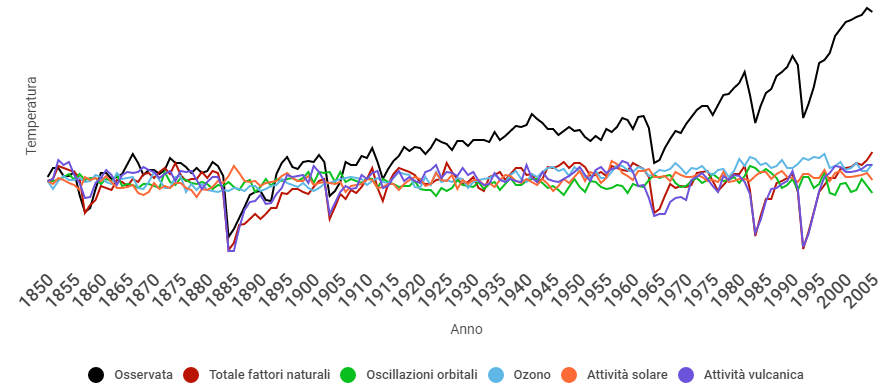 Temperatura
1850 1855 1860 1865 1870 1875 1880 1885 1890 1895 1900 1905 1910 1915 1920 1925 1930 1935 1940 1945 1950 1955 1960 1965 1970 1975 1980 1985 1990 1995 2000 2005
Anno
Osservata Totale fattori naturali Oscillazioni orbitali Ozono Attività solare Attività vulcanica